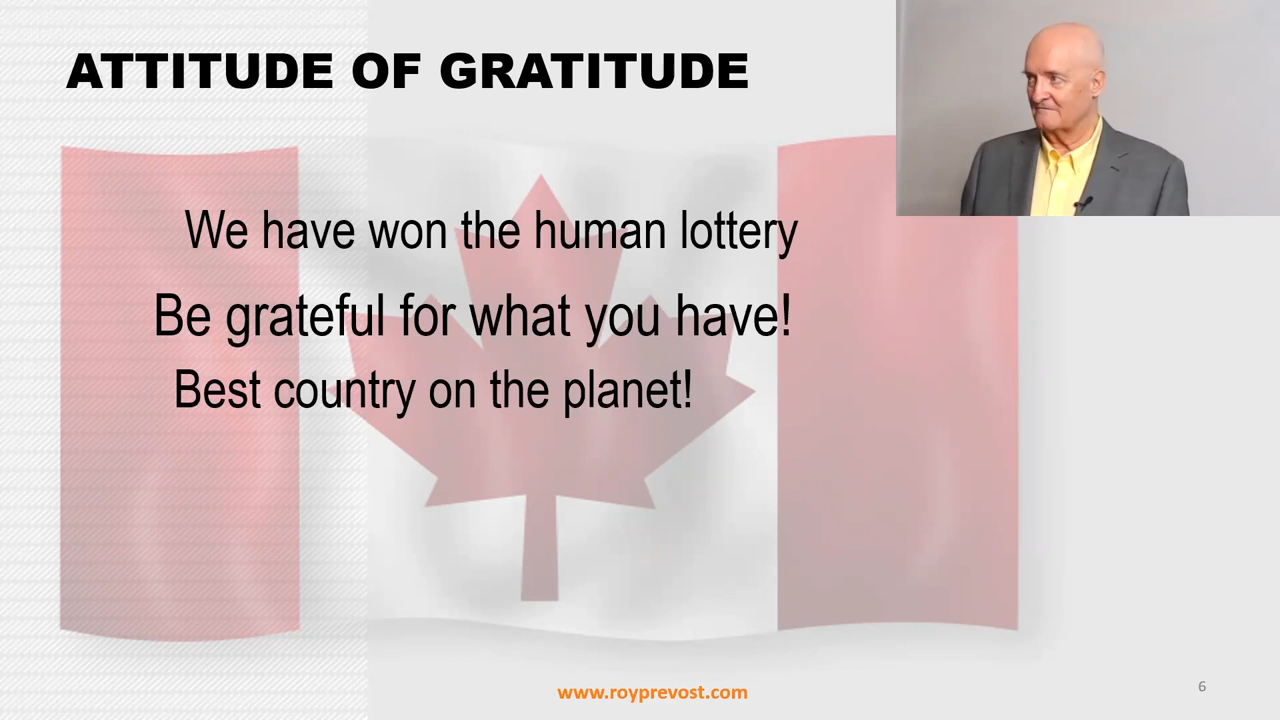 ATTITUDE OF GRATITUDE
We have won the human lottery
Be grateful for what you have!
Best country on the planet!
www.royprevost.com
6